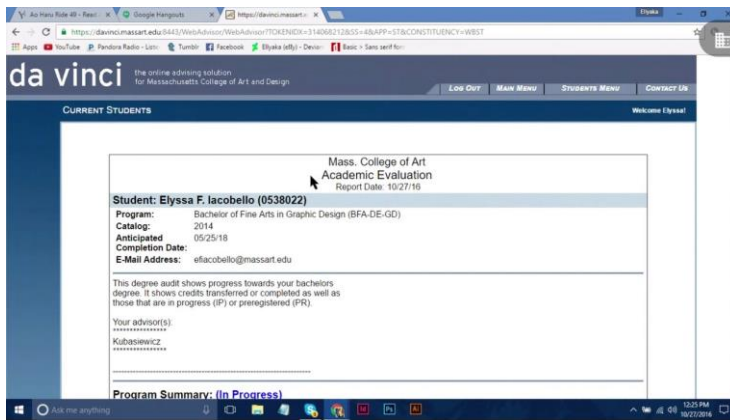 Ao Haru Ride 49 - Read
Google Hangouts
https://davinci.massart.e
Elyaka
https://davinci.massart.edu:8443/WebAdvisor/WebAdvisor?TOKENIDX=3140682128&SS=4&APP=ST&CONSTITUENCY=WBST
Apps
YouTube
Pandora Radio - Liste
Tumblr
Facebook
Ellyaka (elly) - Devian
Basic > Sans serif fon
da vinci
the online advising solution
for Massachusetts College of Art and Design
LOG OUT
MAIN MENU
STUDENTS MENU
CONTACT US
CURRENT STUDENTS
Welcome Elyssa!
Mass. College of Art
Academic Evaluation
Report Date: 10/27/16
Student: Elyssa F. Iacobello (0538022)
Program: Bachelor of Fine Arts in Graphic Design (BFA-DE-GD)
Catalog: 2014
Anticipated 05/25/18
Completion Date:
E-Mail Address: efiacobello@massart.edu
This degree audit shows progress towards your bachelors
degree. It shows credits transferred or completed as well as
those that are in progress (IP) or preregistered (PR).
Your advisor(s):
****************
Kubasiewicz
****************
Program Summary: (In Progress)
Ask me anything
12:25 PM
10/27/2016